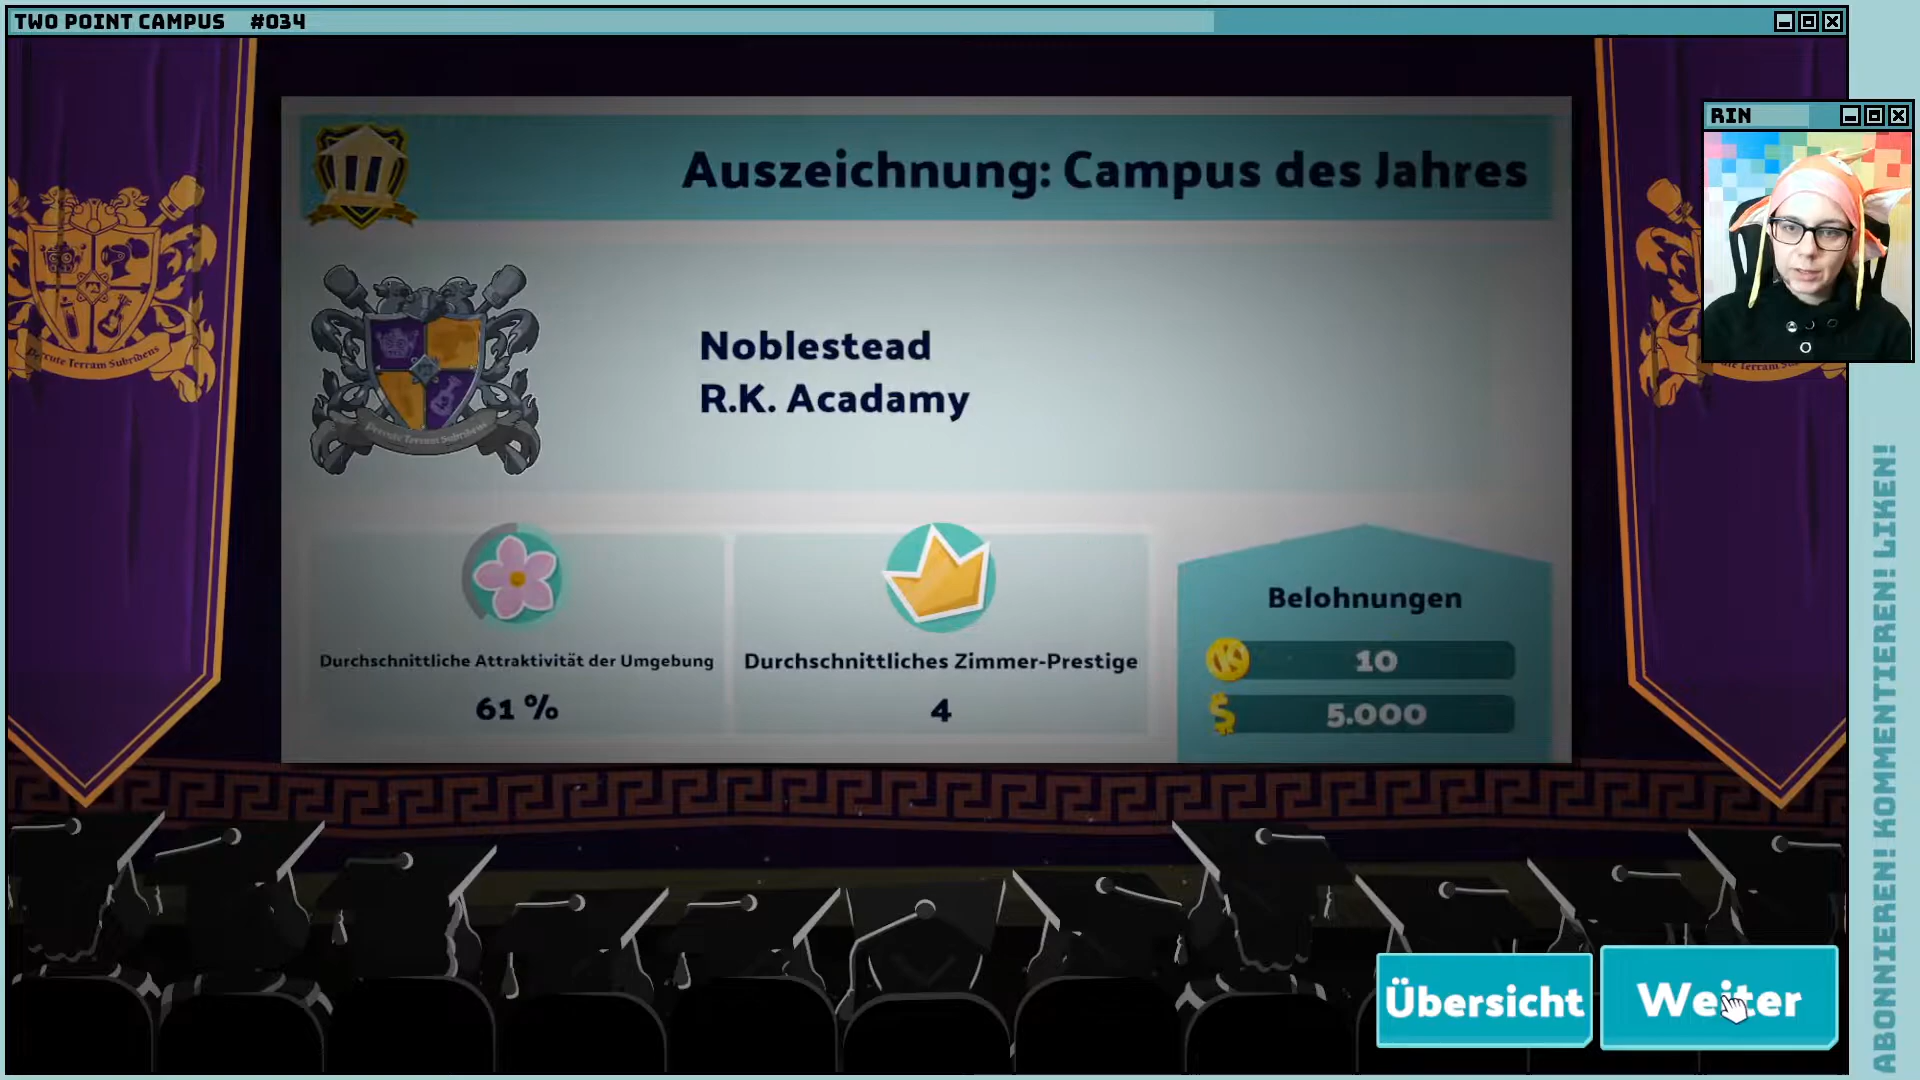 TWO POINT CAMPUS #034
RIN
Auszeichnung: Campus des Jahres
Noblestead
R.K. Acadamy
Durchschnittliche Attraktivität der Umgebung
61 %
Durchschnittliches Zimmer-Prestige
4
Belohnungen
10
5.000
Übersicht
Weiter
ABONNIEREN! KOMMENTIEREN! LIKEN!